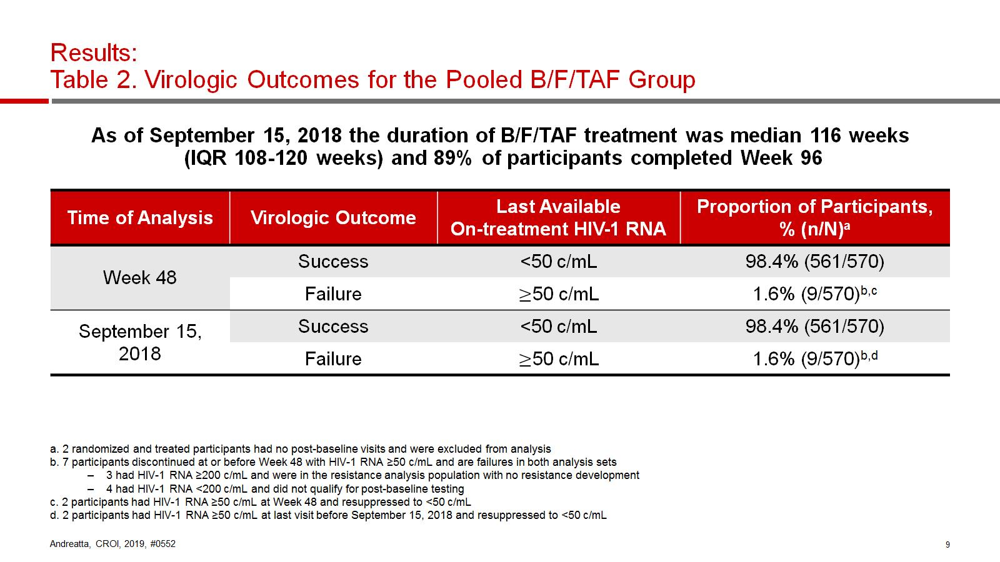 Results:
Table 2. Virologic Outcomes for the Pooled B/F/TAF Group
As of September 15, 2018 the duration of B/F/TAF treatment was median 116 weeks
(IQR 108-120 weeks) and 89% of participants completed Week 96
Time of Analysis
Virologic Outcome
Last Available
On-treatment HIV-1 RNA
Proportion of Participants,
% (n/N)ᵃ
Week 48
Success
<50 c/mL
98.4% (561/570)
Failure
≥50 c/mL
1.6% (9/570)ᵇ,ᶜ
September 15,
2018
Success
<50 c/mL
98.4% (561/570)
Failure
≥50 c/mL
1.6% (9/570)ᵇ,ᵈ
a. 2 randomized and treated participants had no post-baseline visits and were excluded from analysis
b. 7 participants discontinued at or before Week 48 with HIV-1 RNA ≥50 c/mL and are failures in both analysis sets
– 3 had HIV-1 RNA ≥200 c/mL and were in the resistance analysis population with no resistance development
– 4 had HIV-1 RNA <200 c/mL and did not qualify for post-baseline testing
c. 2 participants had HIV-1 RNA ≥50 c/mL at Week 48 and resuppressed to <50 c/mL
d. 2 participants had HIV-1 RNA ≥50 c/mL at last visit before September 15, 2018 and resuppressed to <50 c/mL
Andreatta, CROI, 2019, #0552
9